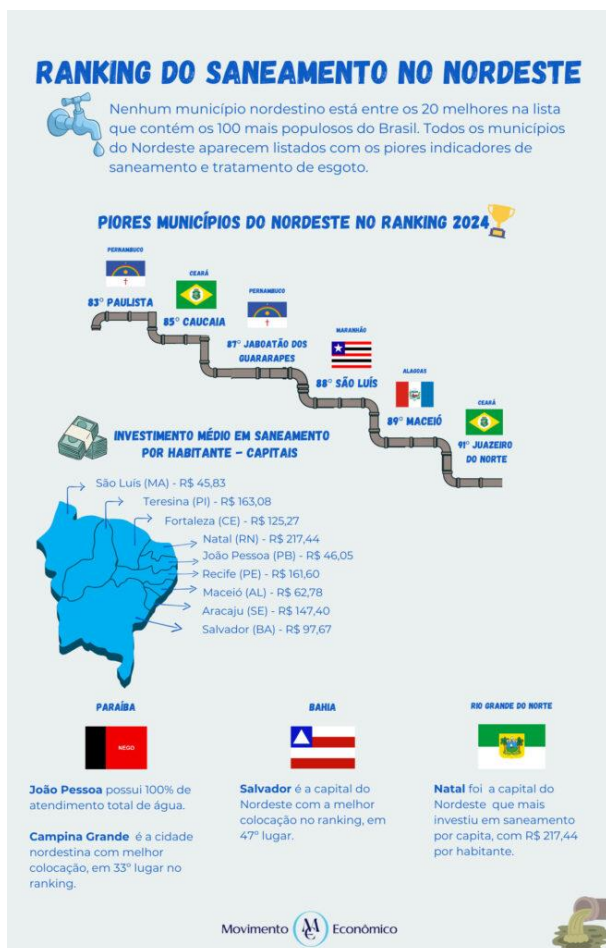 RANKING DO SANEAMENTO NO NORDESTE
Nenhum município nordestino está entre os 20 melhores na lista
que contém os 100 mais populosos do Brasil. Todos os municípios
do Nordeste aparecem listados com os piores indicadores de
saneamento e tratamento de esgoto.
PIORES MUNICÍPIOS DO NORDESTE NO RANKING 2024
PERNAMBUCO
83° PAULISTA
CEARÁ
85° CAUCAIA
PERNAMBUCO
87° JABOATÃO DOS
GUARARAPES
MARANHÃO
88° SÃO LUÍS
ALAGOAS
89° MACEIÓ
CEARÁ
91° JUAZEIRO
DO NORTE
INVESTIMENTO MÉDIO EM SANEAMENTO
POR HABITANTE - CAPITAIS
São Luís (MA) - R$ 45,83
Teresina (PI) - R$ 163,08
Fortaleza (CE) - R$ 125,27
Natal (RN) - R$ 217,44
João Pessoa (PB) - R$ 46,05
Recife (PE) - R$ 161,60
Maceió (AL) - R$ 62,78
Aracaju (SE) - R$ 147,40
Salvador (BA) - R$ 97,67
PARAÍBA
NEGO
João Pessoa possui 100% de
atendimento total de água.
Campina Grande é a cidade
nordestina com melhor
colocação, em 33º lugar no
ranking.
BAHIA
Salvador é a capital do
Nordeste com a melhor
colocação no ranking, em
47º lugar.
RIO GRANDE DO NORTE
Natal foi a capital do
Nordeste que mais
investiu em saneamento
por capita, com R$ 217,44
por habitante.
Movimento ME Econômico